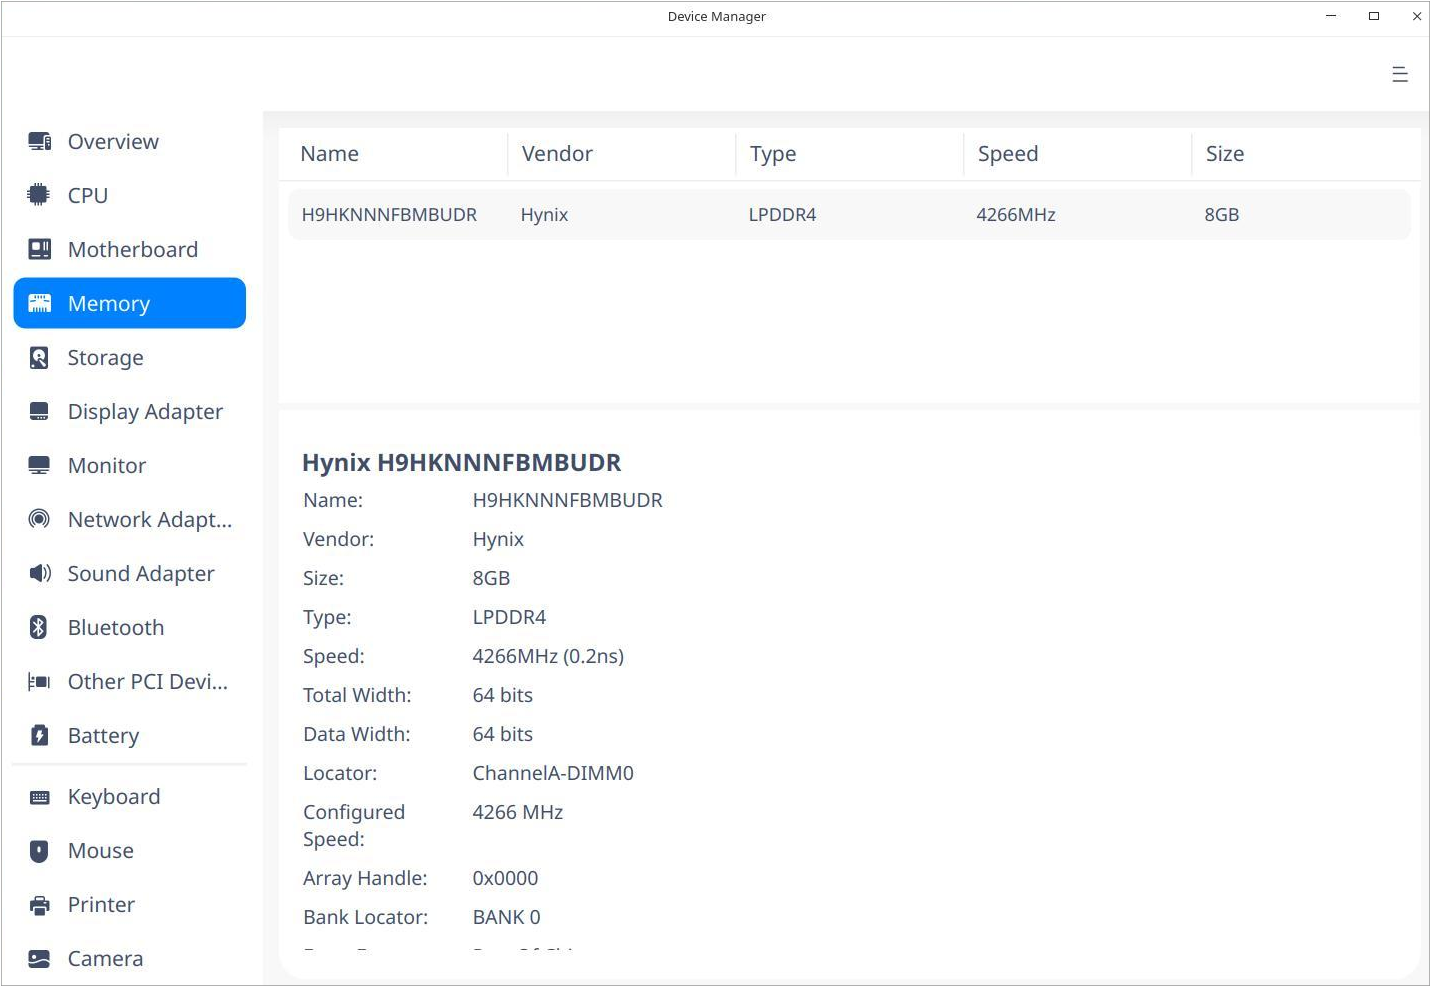 Device Manager
Overview
CPU
Motherboard
Memory
Storage
Display Adapter
Monitor
Network Adapt...
Sound Adapter
Bluetooth
Other PCI Devi...
Battery
Keyboard
Mouse
Printer
Camera
Name Vendor Type Speed Size
H9HKNNNFBMBUDR Hynix LPDDR4 4266MHz 8GB
Hynix H9HKNNNFBMBUDR
Name: H9HKNNNFBMBUDR
Vendor: Hynix
Size: 8GB
Type: LPDDR4
Speed: 4266MHz (0.2ns)
Total Width: 64 bits
Data Width: 64 bits
Locator: ChannelA-DIMM0
Configured 4266 MHz
Speed:
Array Handle: 0x0000
Bank Locator: BANK 0